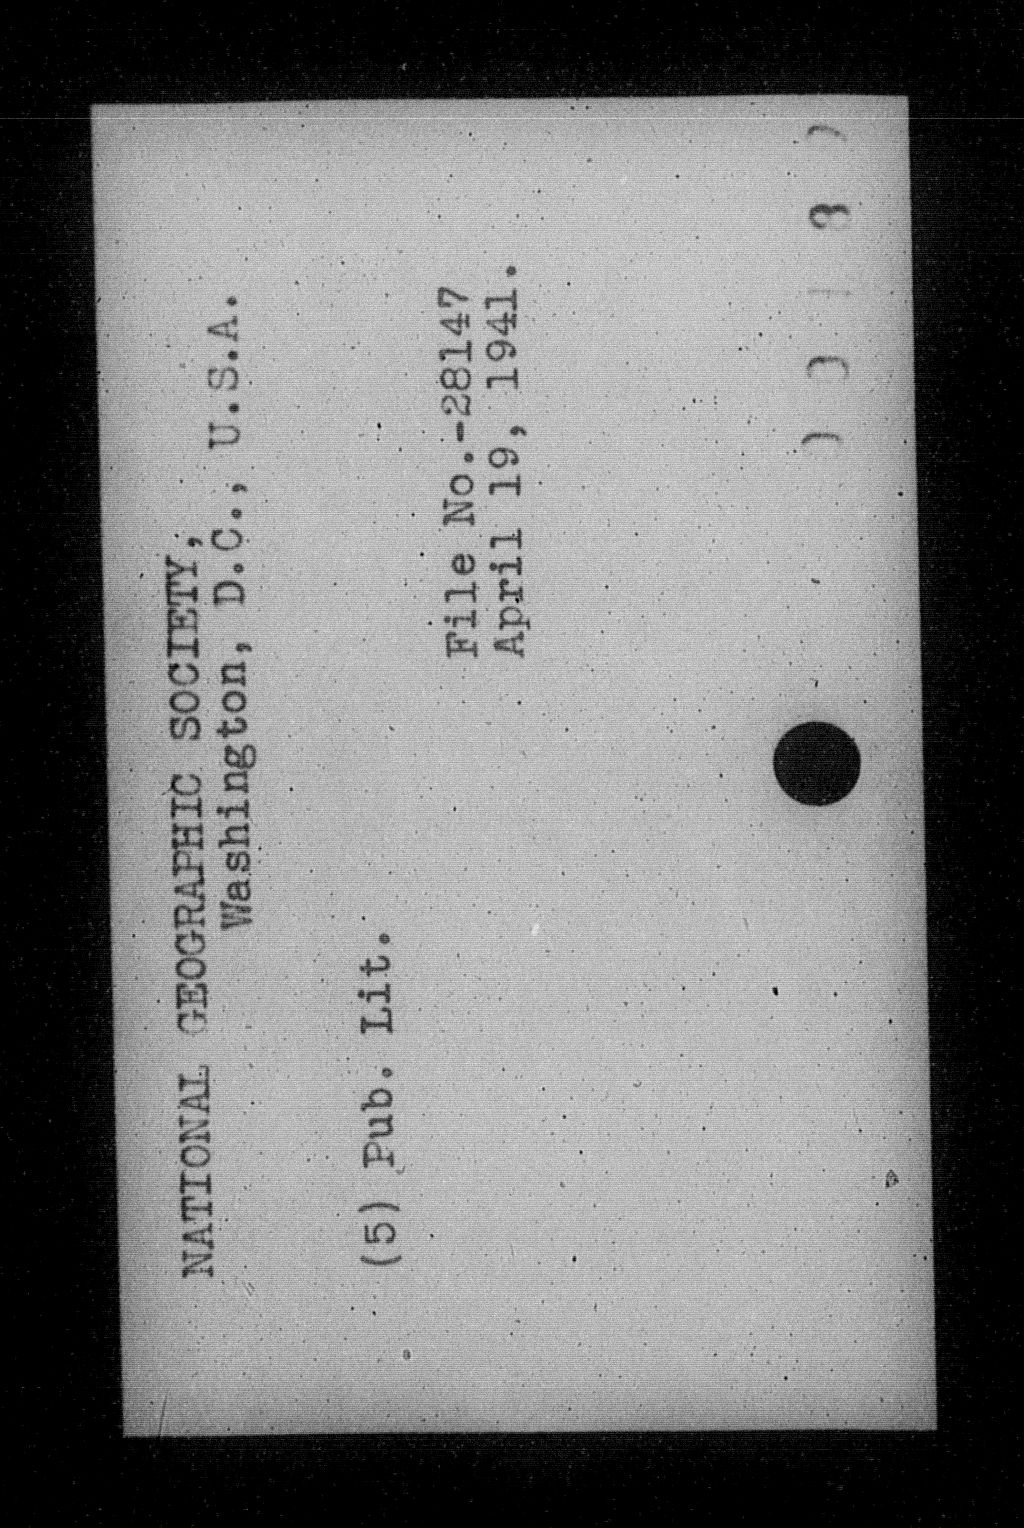 NATIONAL GEOGRAPHIC SOCIETY,
Washington, D.C., U.S.A.
(5) Pub. Lit.
File No.-28147
April 19, 1941.